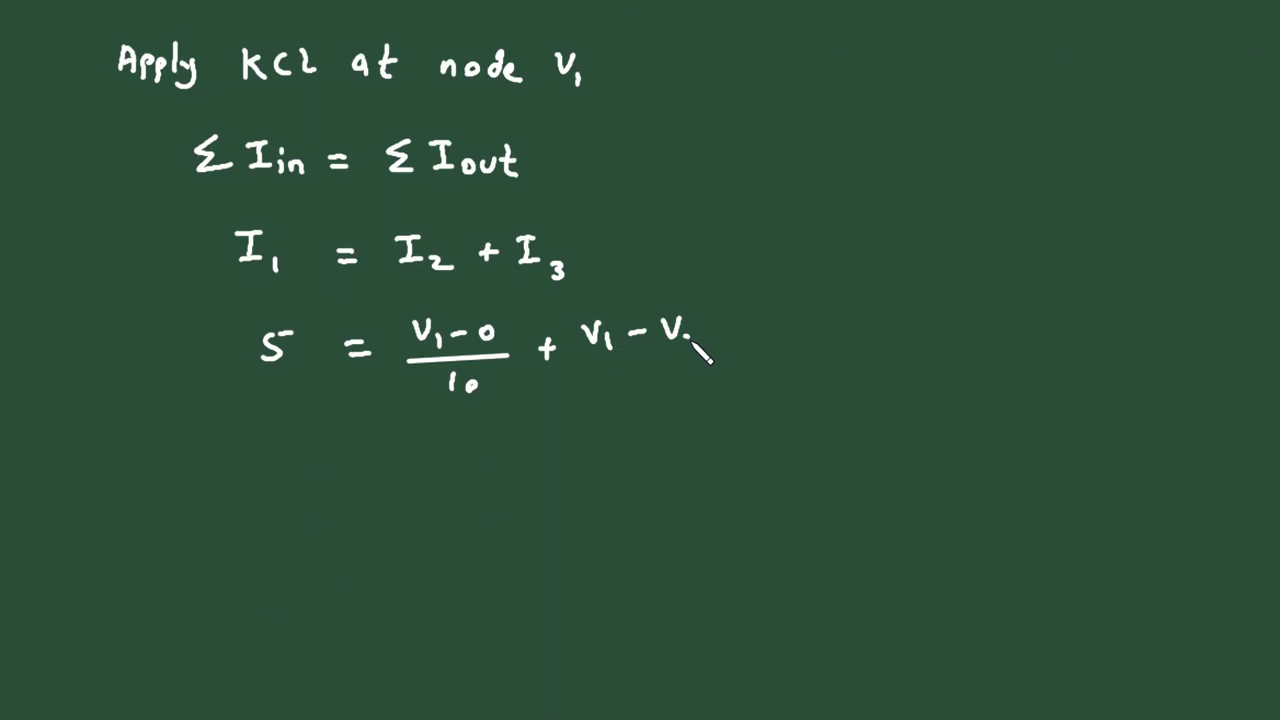 Apply KCL at node V₁
Σ Iin = Σ Iout
I₁ = I₂ + I₃
5 = (V₁ - 0)/10 + V₁ - V